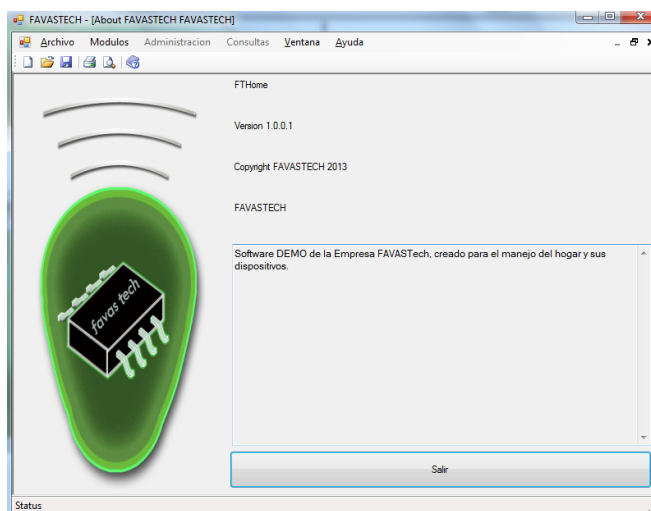 FAVASTECH - [About FAVASTECH FAVASTECH]
Archivo Modulos Administracion Consultas Ventana Ayuda
FTHome
Version 1.0.0.1
Copyright FAVASTECH 2013
FAVASTECH
Software DEMO de la Empresa FAVASTech, creado para el manejo del hogar y sus
dispositivos.
favas tech
Salir
Status